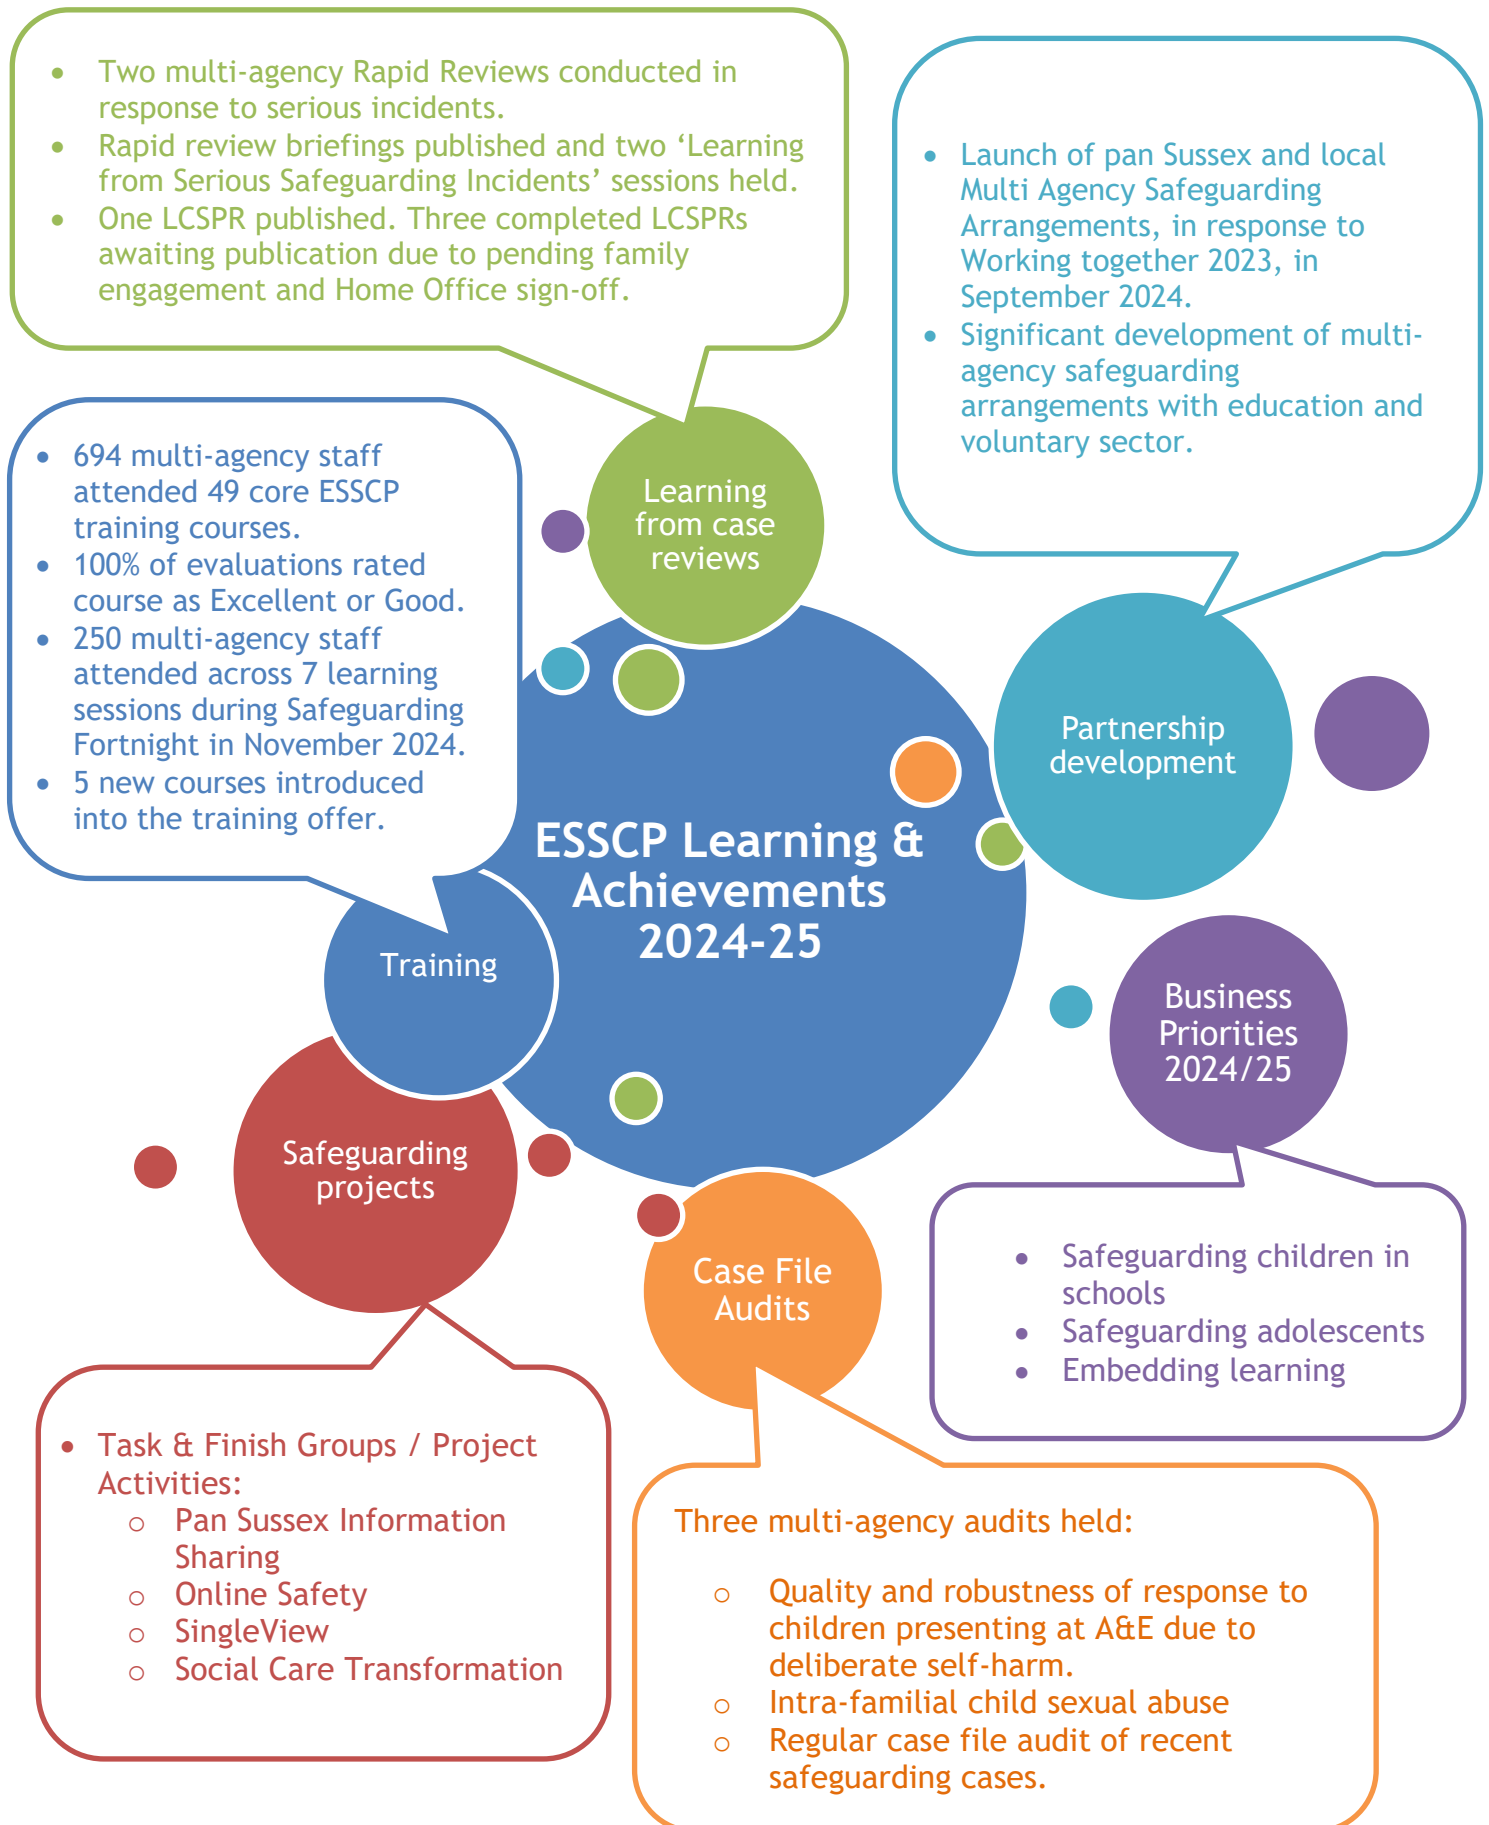 • Two multi-agency Rapid Reviews conducted in
response to serious incidents.
• Rapid review briefings published and two ‘Learning
from Serious Safeguarding Incidents’ sessions held.
• One LCSPR published. Three completed LCSPRs
awaiting publication due to pending family
engagement and Home Office sign-off.
• Launch of pan Sussex and local
Multi Agency Safeguarding
Arrangements, in response to
Working together 2023, in
September 2024.
• Significant development of multi-
agency safeguarding
arrangements with education and
voluntary sector.
• 694 multi-agency staff
attended 49 core ESSCP
training courses.
• 100% of evaluations rated
course as Excellent or Good.
• 250 multi-agency staff
attended across 7 learning
sessions during Safeguarding
Fortnight in November 2024.
• 5 new courses introduced
into the training offer.
Learning
from case
reviews
Partnership
development
ESSCP Learning &
Achievements
2024-25
Training
Business
Priorities
2024/25
Safeguarding
projects
Case File
Audits
• Safeguarding children in
schools
• Safeguarding adolescents
• Embedding learning
• Task & Finish Groups / Project
Activities:
o Pan Sussex Information
Sharing
o Online Safety
o SingleView
o Social Care Transformation
Three multi-agency audits held:
o Quality and robustness of response to
children presenting at A&E due to
deliberate self-harm.
o Intra-familial child sexual abuse
o Regular case file audit of recent
safeguarding cases.